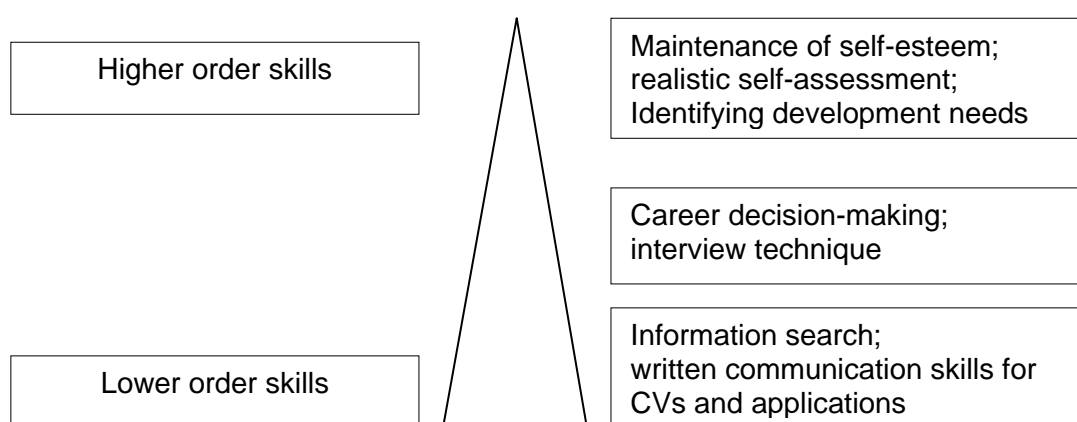 Higher order skills
Maintenance of self-esteem;
realistic self-assessment;
Identifying development needs
Career decision-making;
interview technique
Lower order skills
Information search;
written communication skills for
CVs and applications